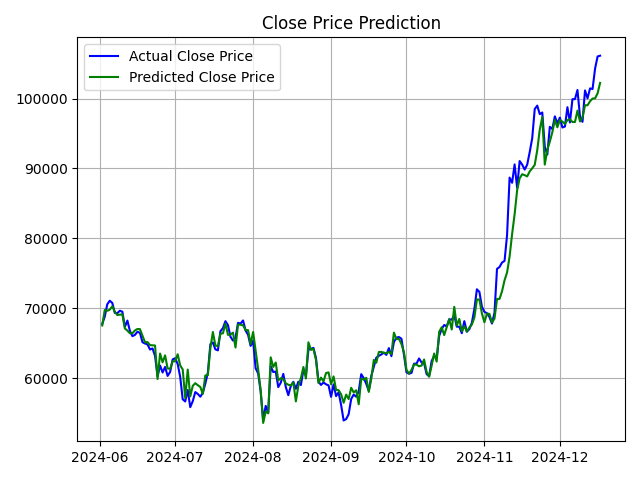 Close Price Prediction
Actual Close Price
Predicted Close Price
100000
90000
80000
70000
60000
2024-06 2024-07 2024-08 2024-09 2024-10 2024-11 2024-12